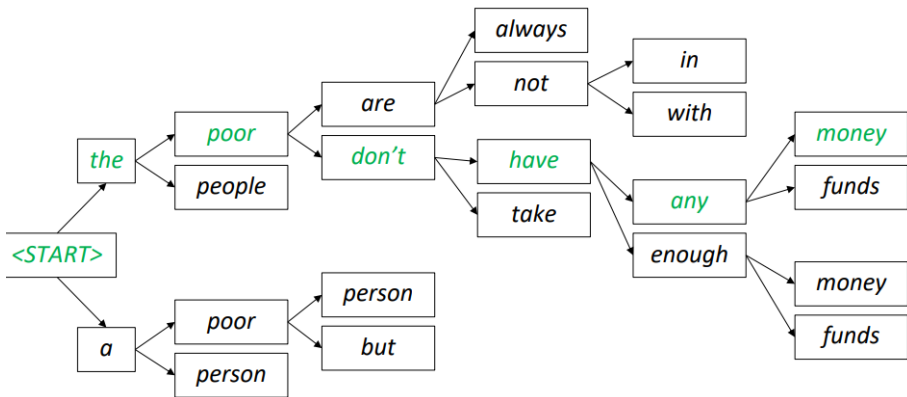 always
in
are
not
with
poor
money
the
don't
have
people
funds
any
take
<START>
enough
person
money
poor
a
but
funds
person